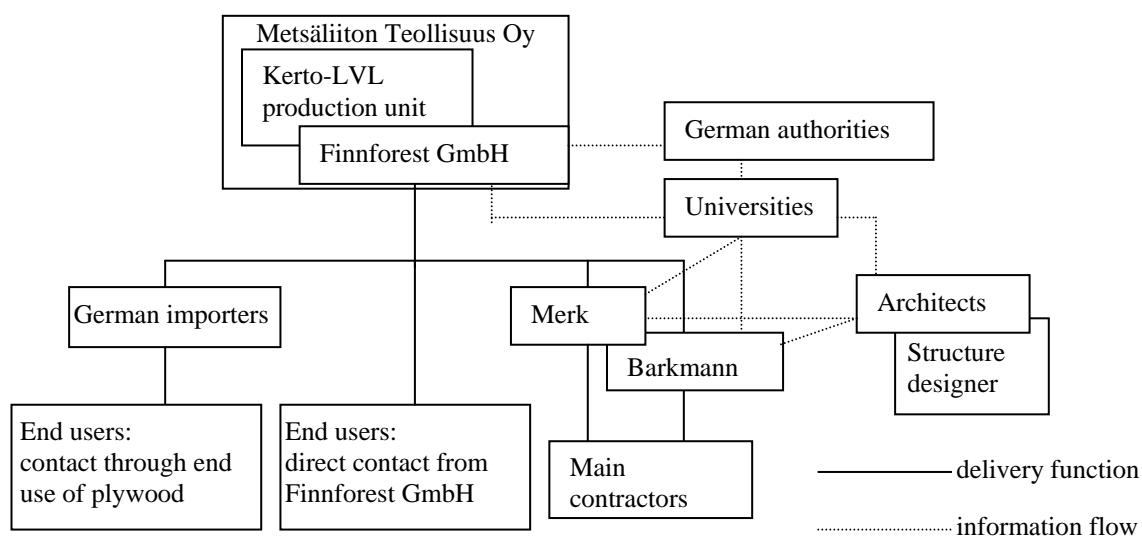 Metsäliiton Teollisuus Oy
Kerto-LVL
production unit
Finnforest GmbH
German authorities
Universities
German importers
Merk
Barkmann
Architects
Structure
designer
End users:
contact through end
use of plywood
End users:
direct contact from
Finnforest GmbH
Main
contractors
delivery function
information flow